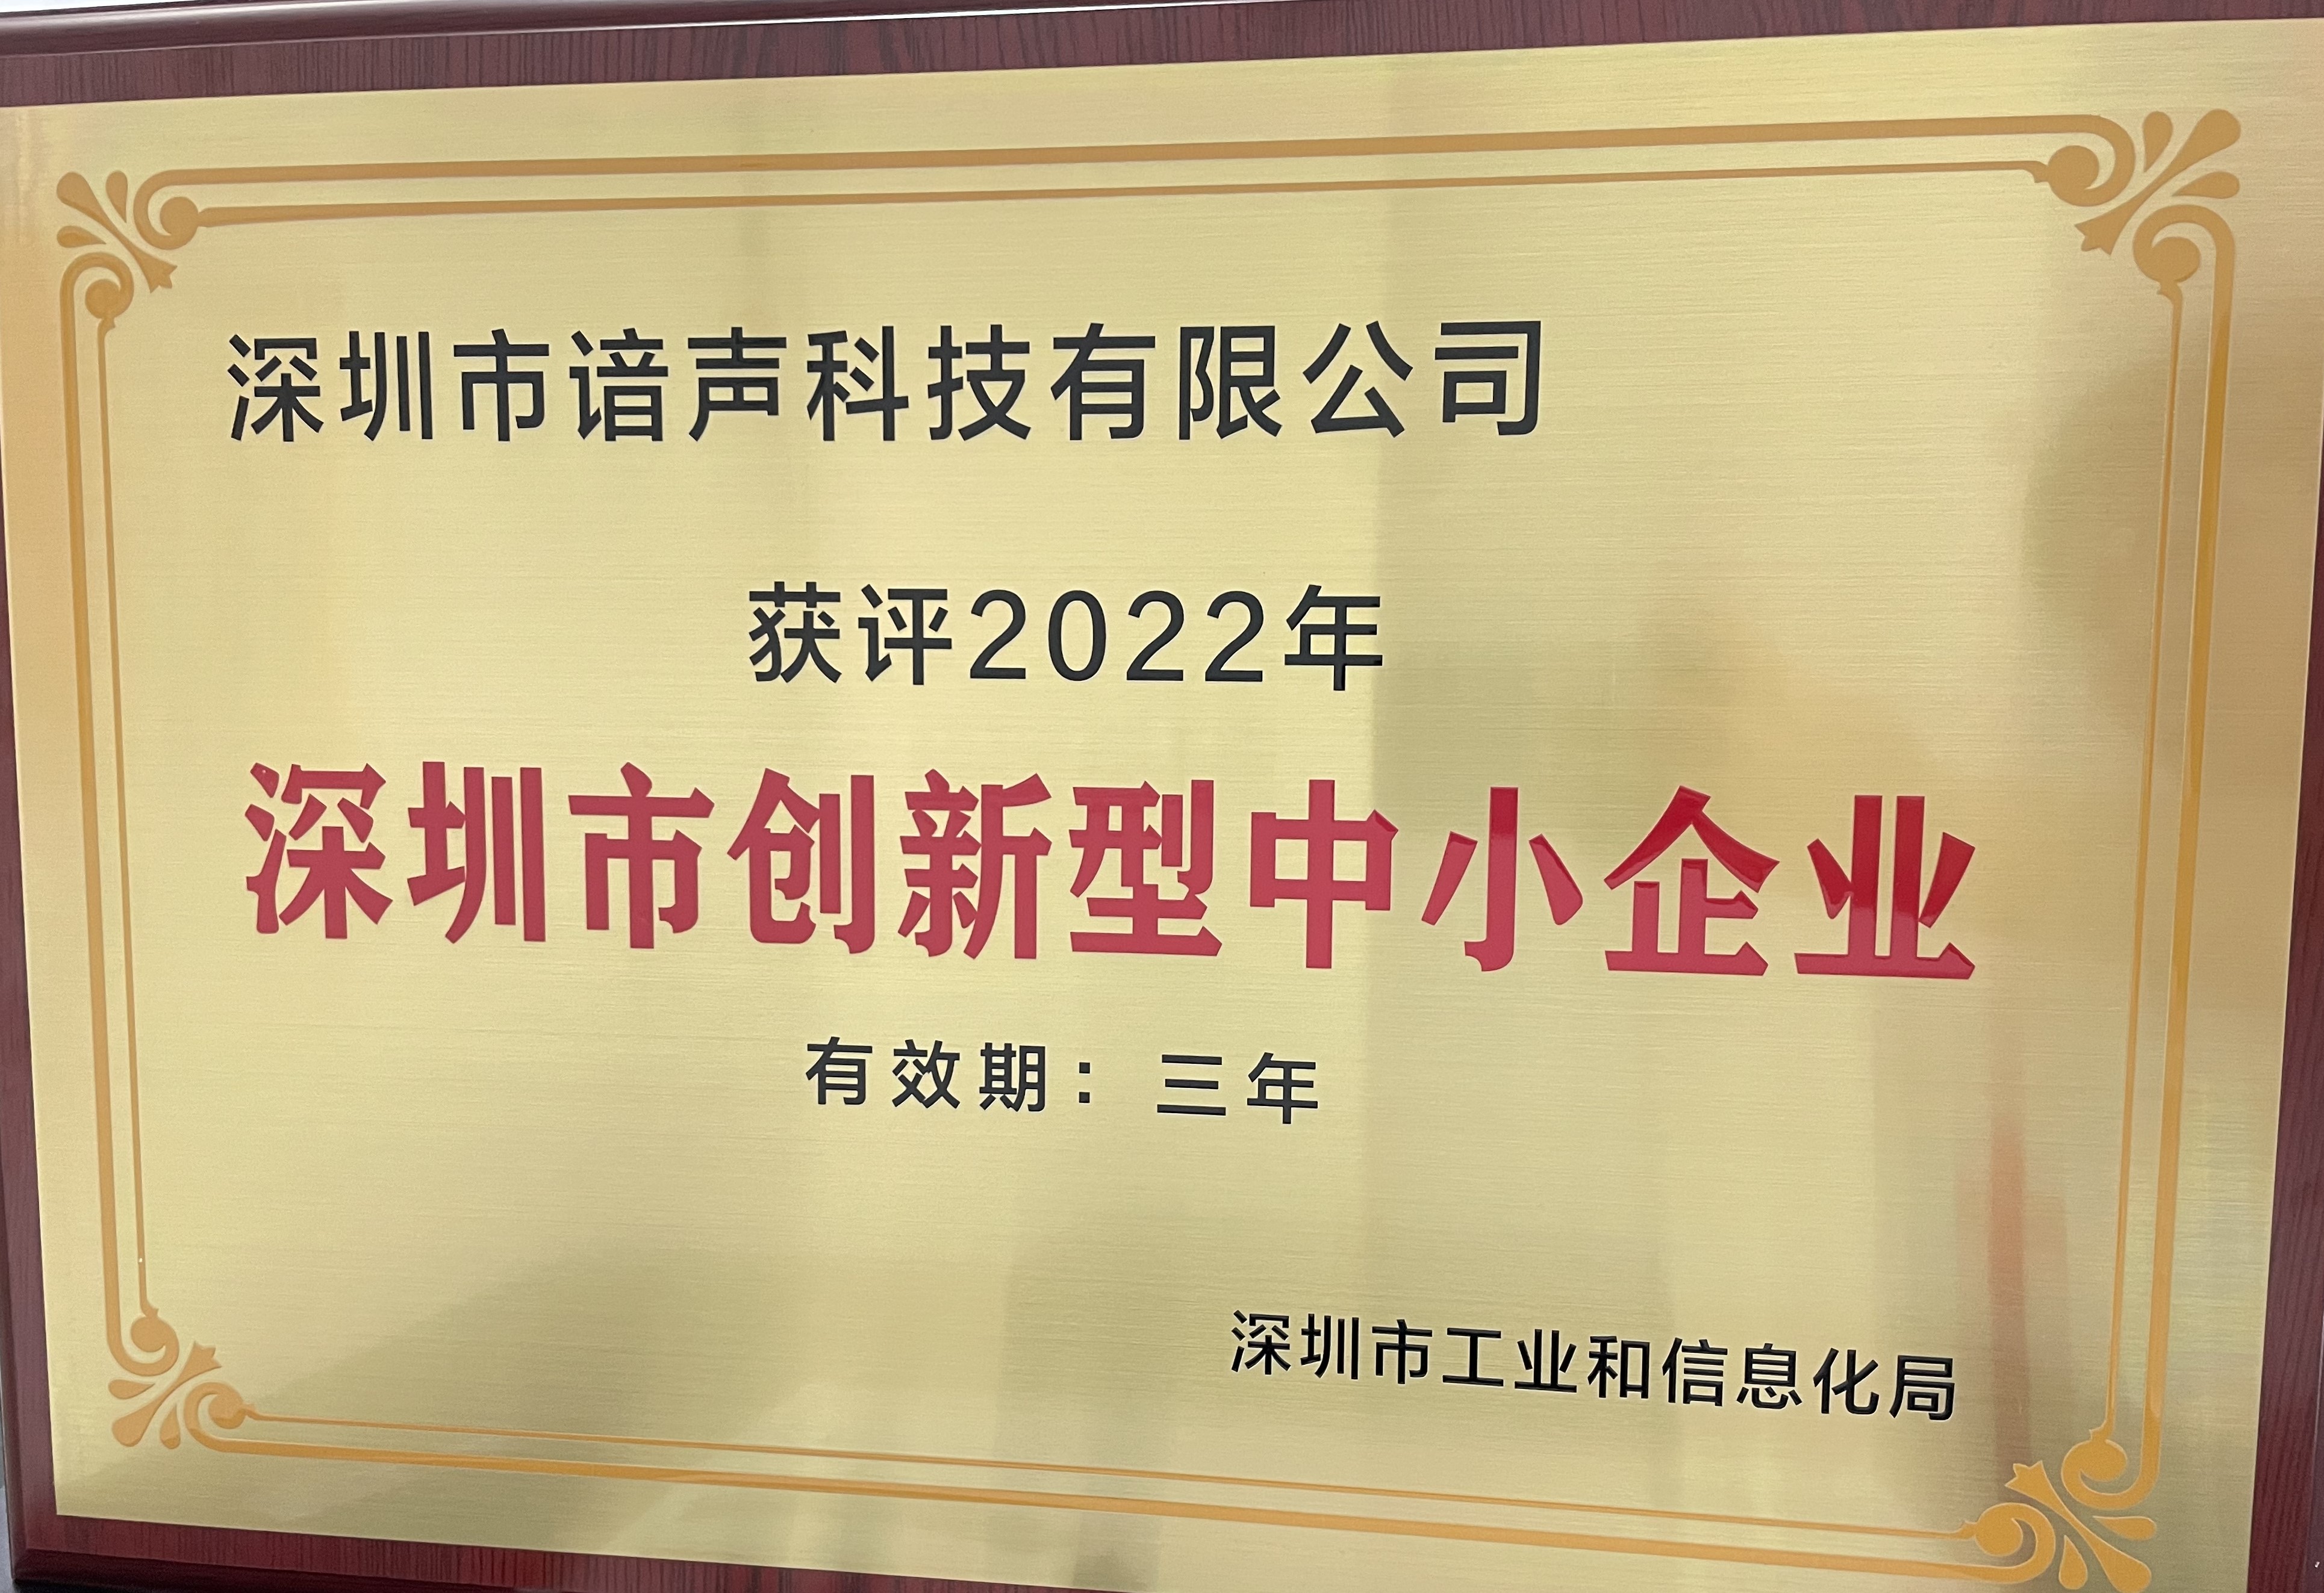 深圳市谙声科技有限公司
获评2022年
深圳市创新型中小企业
有效期：三年
深圳市工业和信息化局